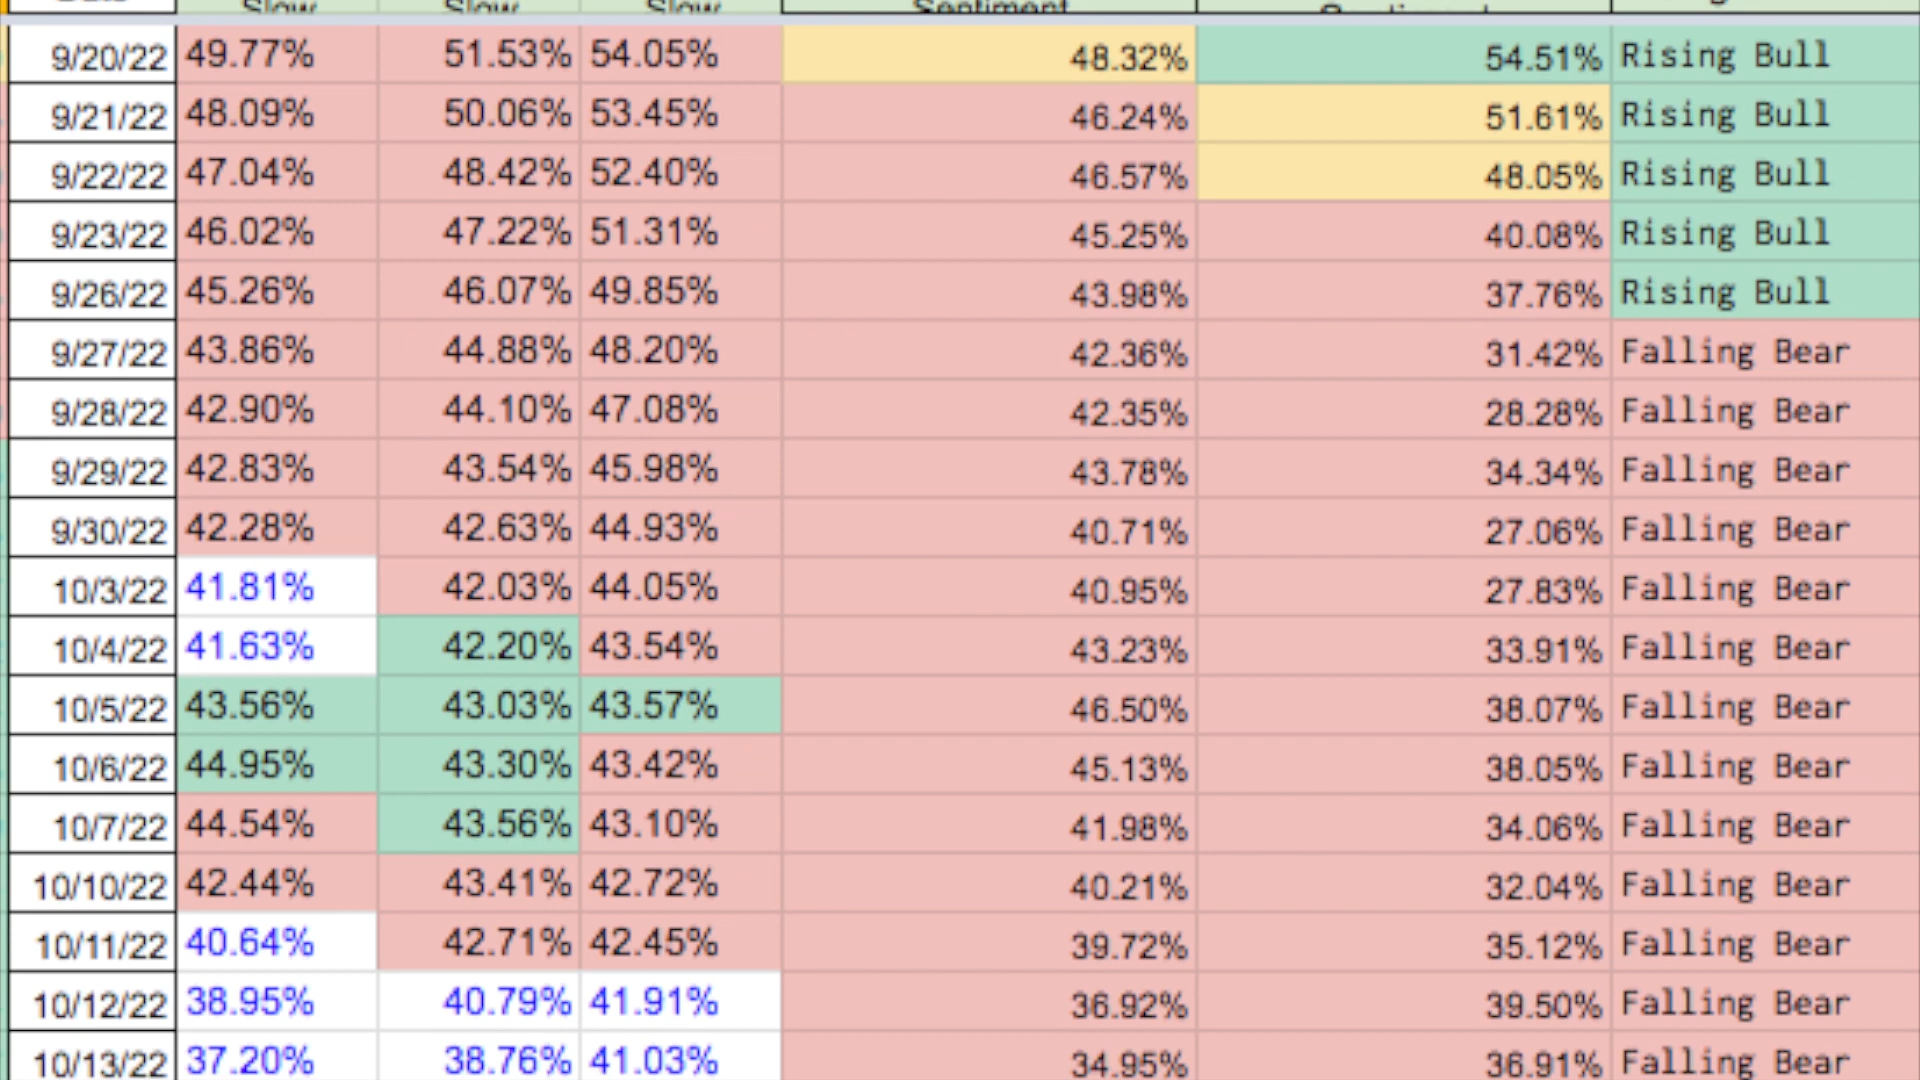 Slow Slow Slow Sentiment
9/20/22 49.77% 51.53% 54.05% 48.32% 54.51% Rising Bull
9/21/22 48.09% 50.06% 53.45% 46.24% 51.61% Rising Bull
9/22/22 47.04% 48.42% 52.40% 46.57% 48.05% Rising Bull
9/23/22 46.02% 47.22% 51.31% 45.25% 40.08% Rising Bull
9/26/22 45.26% 46.07% 49.85% 43.98% 37.76% Rising Bull
9/27/22 43.86% 44.88% 48.20% 42.36% 31.42% Falling Bear
9/28/22 42.90% 44.10% 47.08% 42.35% 28.28% Falling Bear
9/29/22 42.83% 43.54% 45.98% 43.78% 34.34% Falling Bear
9/30/22 42.28% 42.63% 44.93% 40.71% 27.06% Falling Bear
10/3/22 41.81% 42.03% 44.05% 40.95% 27.83% Falling Bear
10/4/22 41.63% 42.20% 43.54% 43.23% 33.91% Falling Bear
10/5/22 43.56% 43.03% 43.57% 46.50% 38.07% Falling Bear
10/6/22 44.95% 43.30% 43.42% 45.13% 38.05% Falling Bear
10/7/22 44.54% 43.56% 43.10% 41.98% 34.06% Falling Bear
10/10/22 42.44% 43.41% 42.72% 40.21% 32.04% Falling Bear
10/11/22 40.64% 42.71% 42.45% 39.72% 35.12% Falling Bear
10/12/22 38.95% 40.79% 41.91% 36.92% 39.50% Falling Bear
10/13/22 37.20% 38.76% 41.03% 34.95% 36.91% Falling Bear